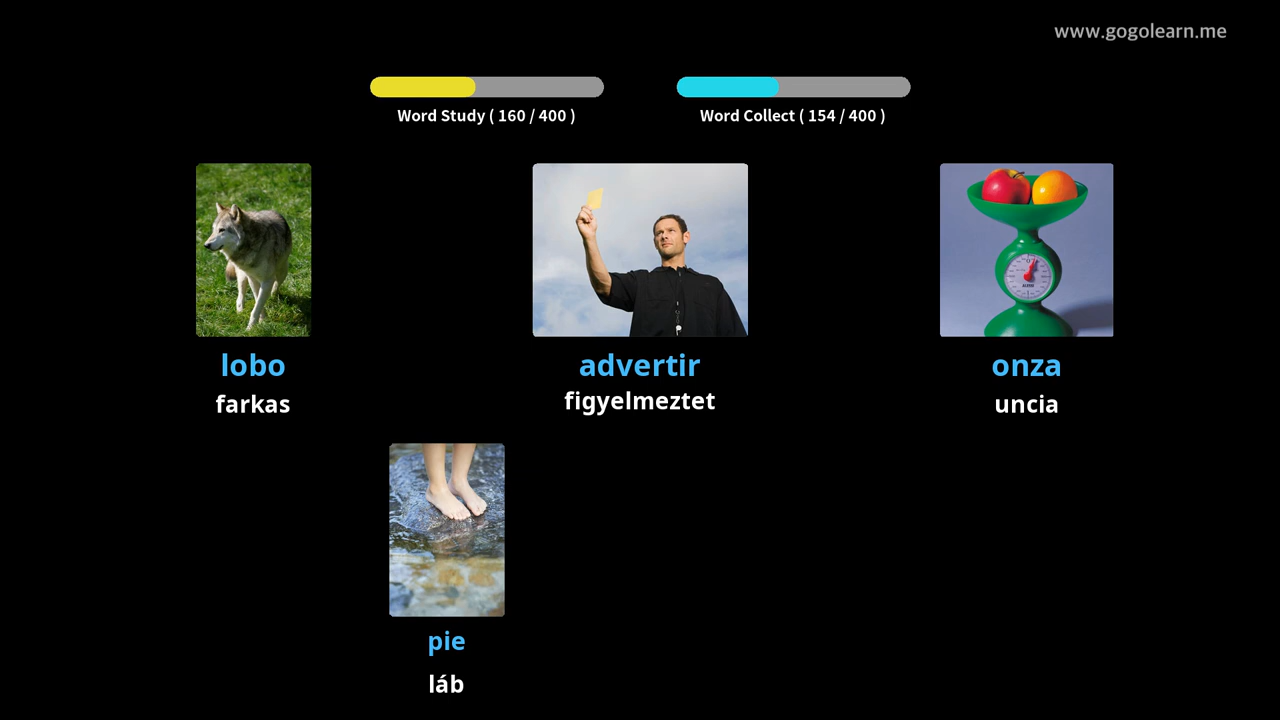 www.gogolearn.me
Word Study ( 160 / 400 )
Word Collect ( 154 / 400 )
lobo
farkas
advertir
figyelmeztet
onza
uncia
pie
láb